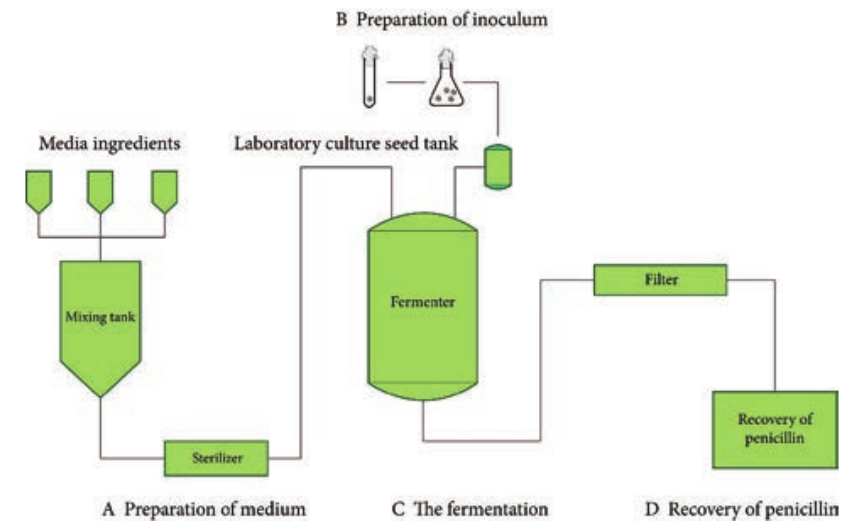 B Preparation of inoculum
Media ingredients
Laboratory culture seed tank
Mixing tank
Fermenter
Filter
Sterilizer
Recovery of
penicillin
A Preparation of medium
C The fermentation
D Recovery of penicillin